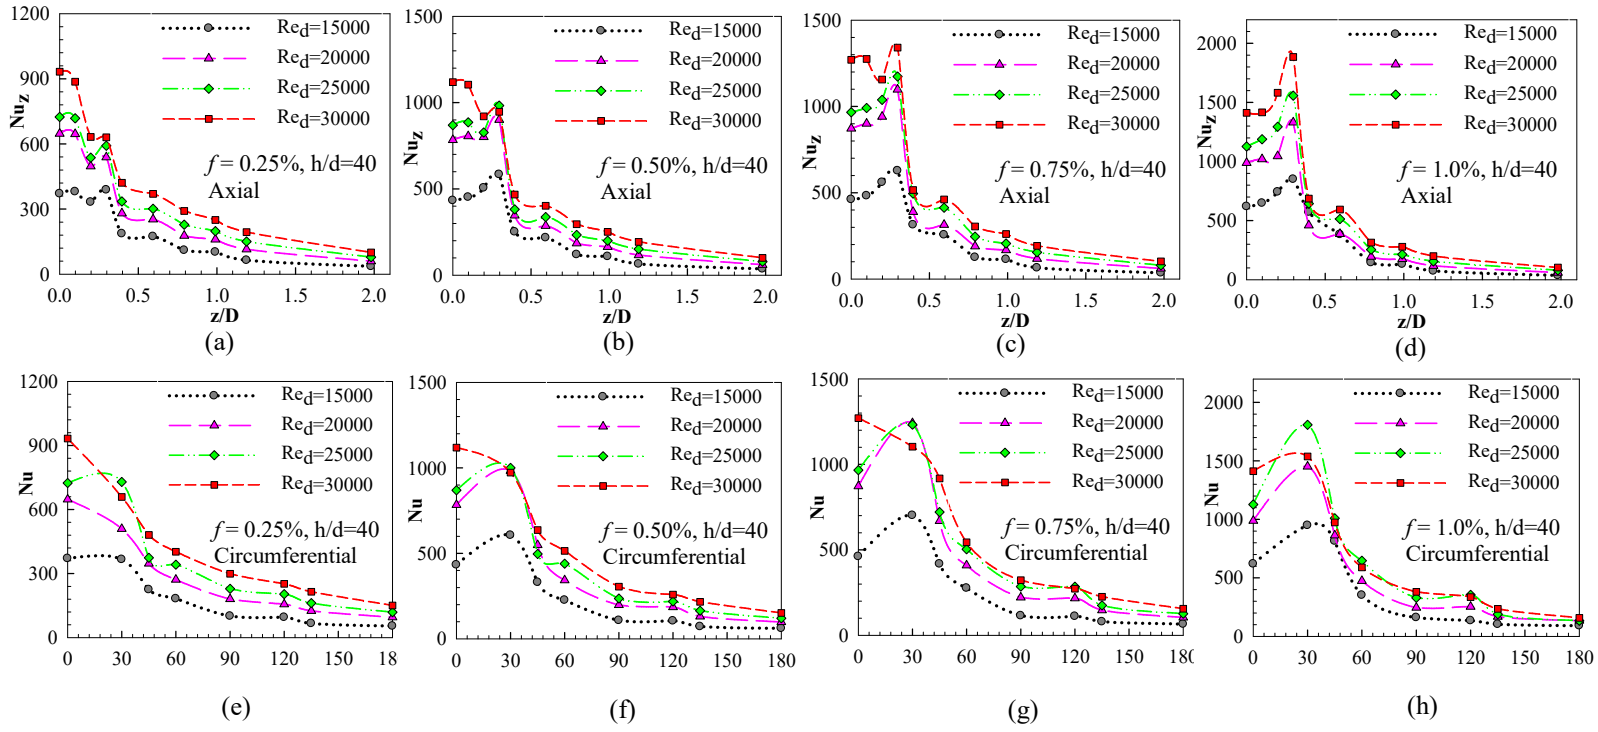 1200
900
600
300
0
Nuz
Red=15000
Red=20000
Red=25000
Red=30000
f = 0.25%, h/d=40
Axial
0.0 0.5 1.0 1.5 2.0
z/D
(a)
1500
1000
500
0
Nuz
Red=15000
Red=20000
Red=25000
Red=30000
f = 0.50%, h/d=40
Axial
0.0 0.5 1.0 1.5 2.0
z/D
(b)
1500
1000
500
0
Nuz
Red=15000
Red=20000
Red=25000
Red=30000
f = 0.75%, h/d=40
Axial
0.0 0.5 1.0 1.5 2.0
z/D
(c)
2000
1500
1000
500
0
Nuz
Red=15000
Red=20000
Red=25000
Red=30000
f = 1.0%, h/d=40
Axial
0.0 0.5 1.0 1.5 2.0
z/D
(d)
1200
900
600
300
0
Nu
Red=15000
Red=20000
Red=25000
Red=30000
f = 0.25%, h/d=40
Circumferential
0 30 60 90 120 150 180
(e)
1500
1000
500
0
Nu
Red=15000
Red=20000
Red=25000
Red=30000
f = 0.50%, h/d=40
Circumferential
0 30 60 90 120 150 180
(f)
1500
1000
500
0
Nu
Red=15000
Red=20000
Red=25000
Red=30000
f = 0.75%, h/d=40
Circumferential
0 30 60 90 120 150 180
(g)
2000
1500
1000
500
0
Nu
Red=15000
Red=20000
Red=25000
Red=30000
f = 1.0%, h/d=40
Circumferential
0 30 60 90 120 150 180
(h)